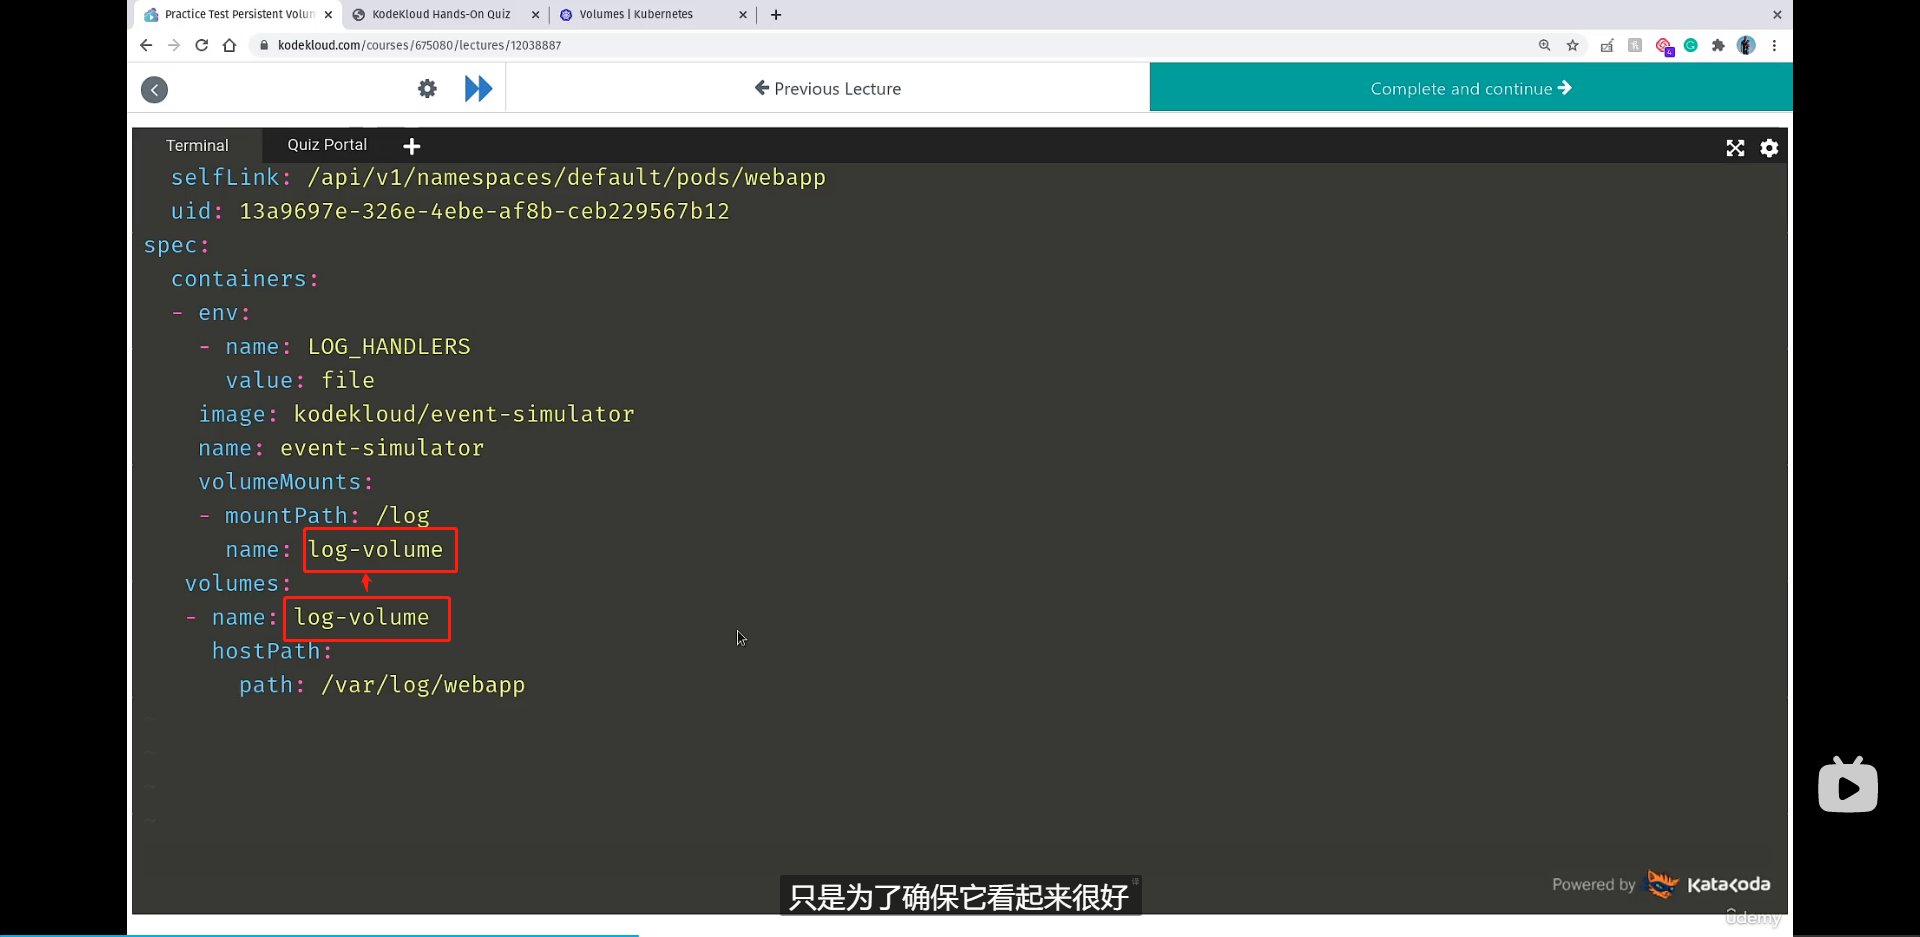 Practice Test Persistent Volum
KodeKloud Hands-On Quiz
Volumes | Kubernetes
kodekloud.com/courses/675080/lectures/12038887
Previous Lecture
Complete and continue
Terminal
Quiz Portal
selfLink: /api/v1/namespaces/default/pods/webapp
uid: 13a9697e-326e-4ebe-af8b-ceb229567b12
spec:
containers:
- env:
- name: LOG_HANDLERS
value: file
image: kodekloud/event-simulator
name: event-simulator
volumeMounts:
- mountPath: /log
name: log-volume
volumes:
- name: log-volume
hostPath:
path: /var/log/webapp
~
~
~
~
只是为了确保它看起来很好
Powered by Katacoda
udemy